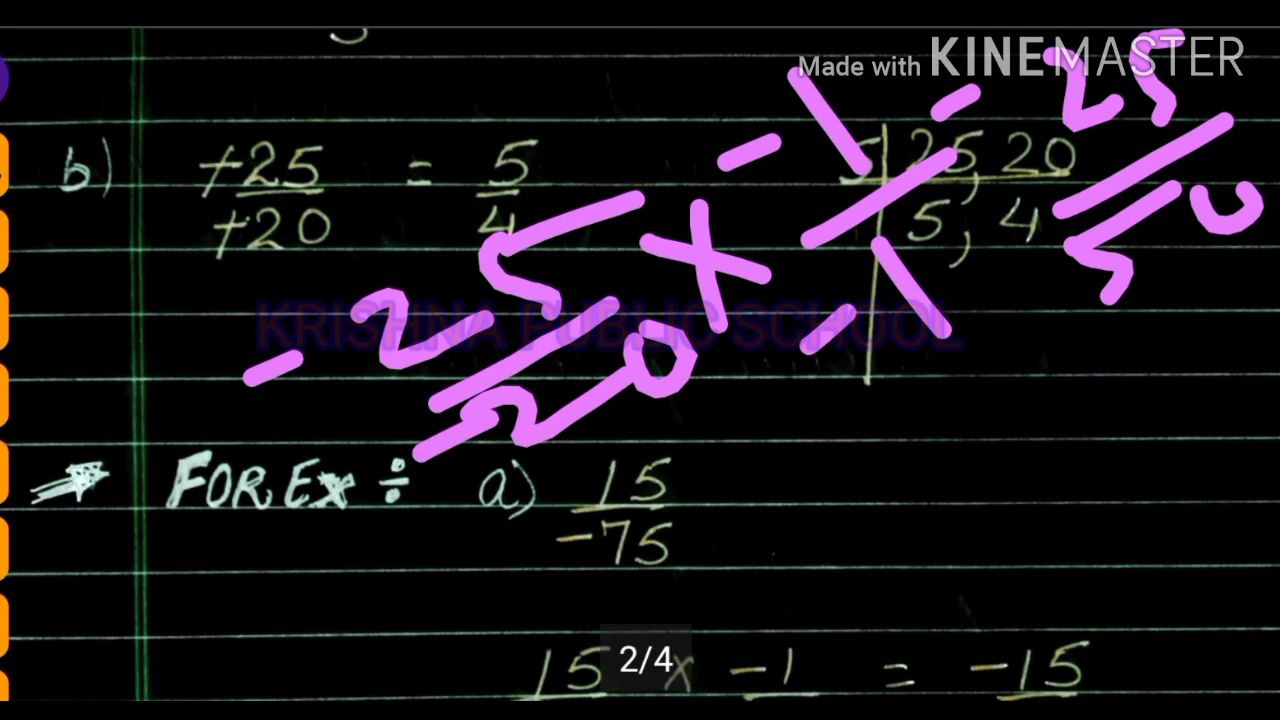 Made with KINEMASTER
b) +25/+20 = 5/4
5 | 25, 20
5, 4
-25/-20 × -1/-1 = 25/20
KRISHNA PUBLIC SCHOOL
FOR EX ÷ a) 15/-75
15 × -1 = -15
2/4